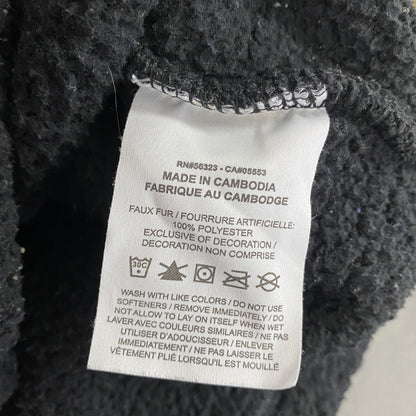 RN#56323 - CA#05553
MADE IN CAMBODIA
FABRIQUE AU CAMBODGE
FAUX FUR / FOURRURE ARTIFICIELLE:
100% POLYESTER
EXCLUSIVE OF DECORATION /
DECORATION NON COMPRISE
30C
WASH WITH LIKE COLORS / DO NOT USE
SOFTENERS / REMOVE IMMEDIATELY / DO
NOT ALLOW TO LAY ON ITSELF WHEN WET
LAVER AVEC COULEURS SIMILAIRES / NE PAS
UTILISER D'ADOUCISSEUR / ENLEVER
IMMÉDIATEMENT / NE PAS LAISSER LE
VÊTEMENT PLIÉ LORSQU'IL EST MOUILLÉ